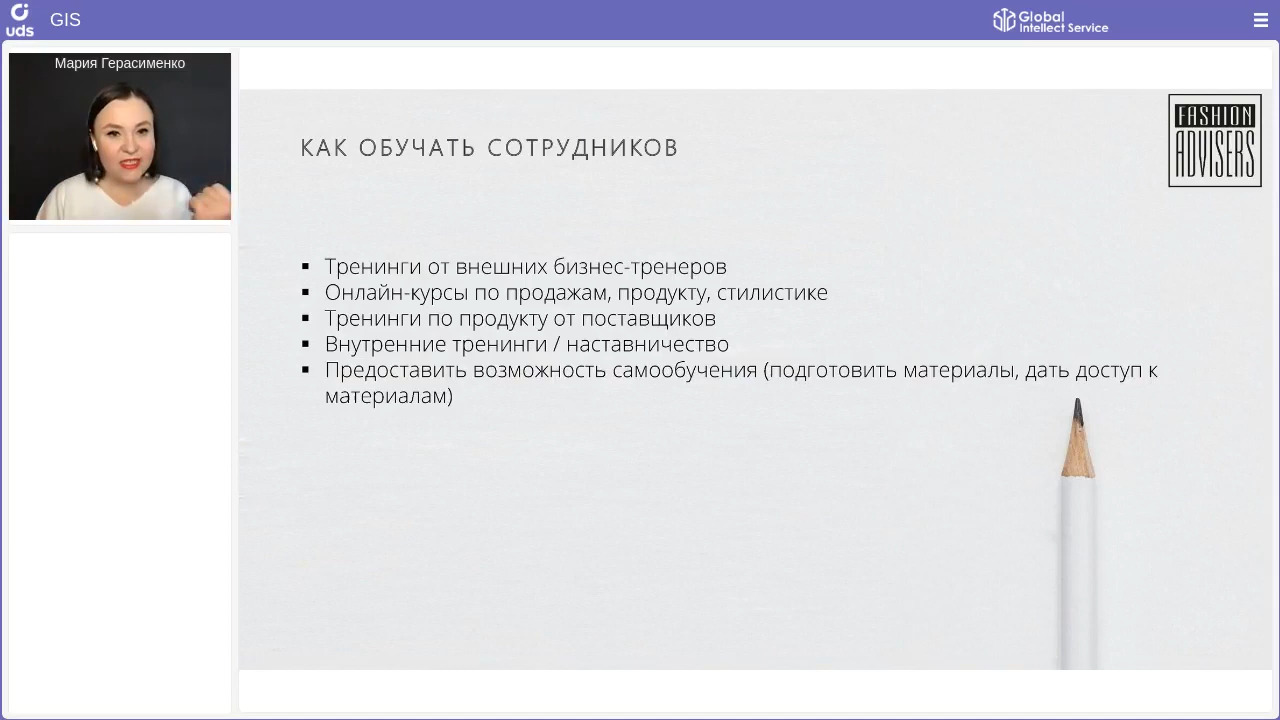 uds
GIS
Global
Intellect Service
Мария Герасименко
FASHION
ADVISERS
КАК ОБУЧАТЬ СОТРУДНИКОВ
▪ Тренинги от внешних бизнес-тренеров
▪ Онлайн-курсы по продажам, продукту, стилистике
▪ Тренинги по продукту от поставщиков
▪ Внутренние тренинги / наставничество
▪ Предоставить возможность самообучения (подготовить материалы, дать доступ к
материалам)